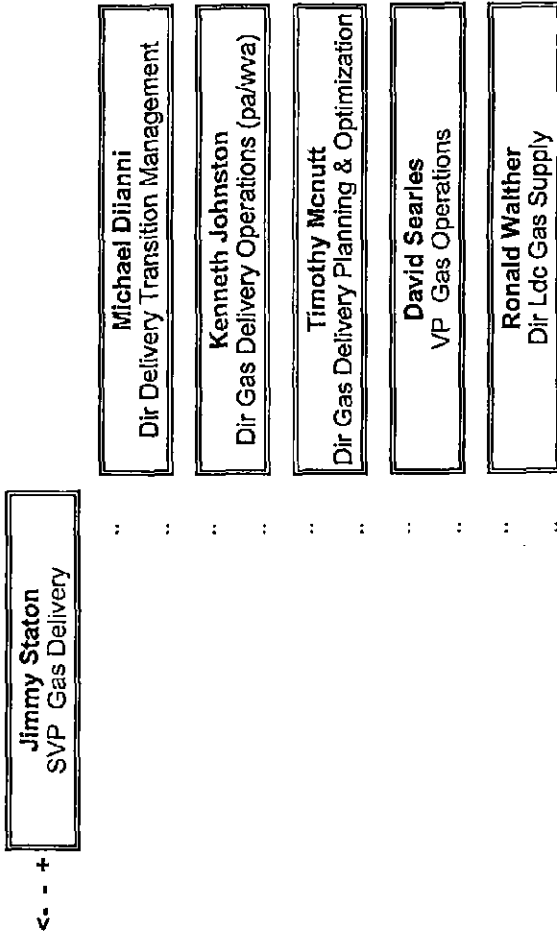 <- - +
Jimmy Staton
SVP Gas Delivery
Michael Diianni
Dir Delivery Transition Management
Kenneth Johnston
Dir Gas Delivery Operations (pa/wva)
Timothy Mcnutt
Dir Gas Delivery Planning & Optimization
David Searles
VP Gas Operations
Ronald Walther
Dir Ldc Gas Supply